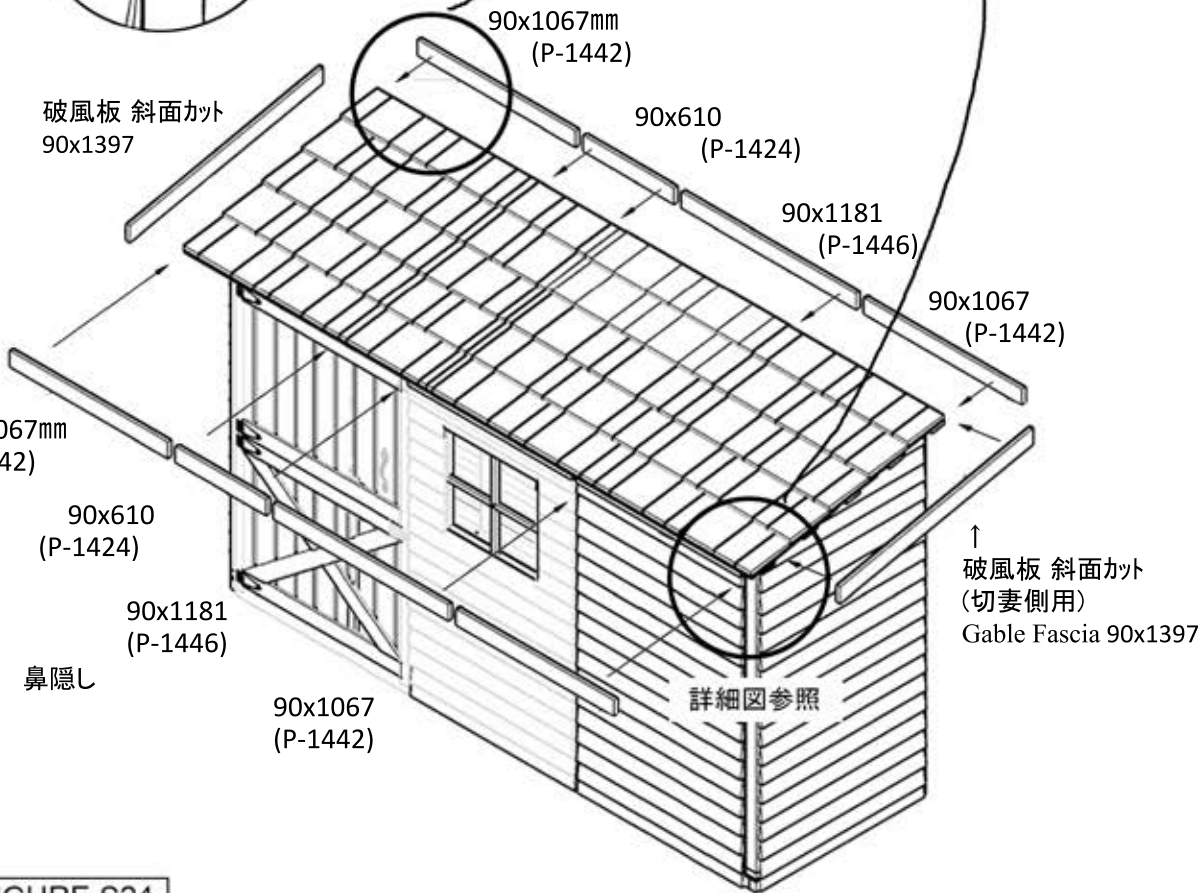 90x1067㎜
(P-1442)
破風板 斜面カット
90x1397
90x610
(P-1424)
90x1181
(P-1446)
90x1067
(P-1442)
067㎜
42)
90x610
(P-1424)
90x1181
(P-1446)
鼻隠し
90x1067
(P-1442)
詳細図参照
↑
破風板 斜面カット
(切妻側用)
Gable Fascia 90x1397